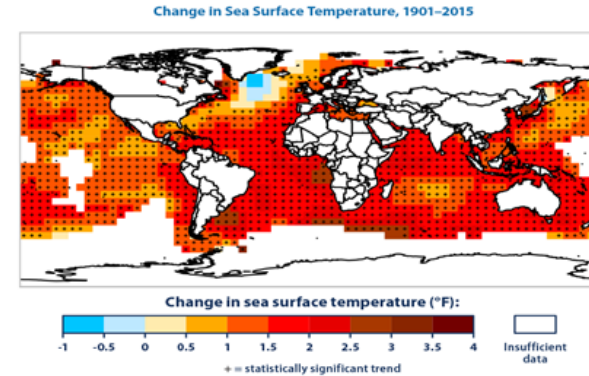 Change in Sea Surface Temperature, 1901–2015
Change in sea surface temperature (°F):
-1 -0.5 0 0.5 1 1.5 2 2.5 3 3.5 4
Insufficient
data
+ = statistically significant trend